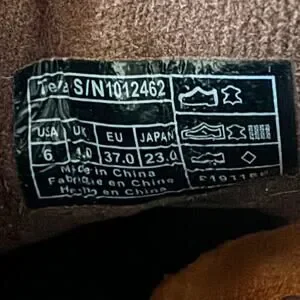 S/N1012462
USA UK EU JAPAN
6 4.0 37.0 23.0
Made in China
Fabrique en Chine
Hecho en China